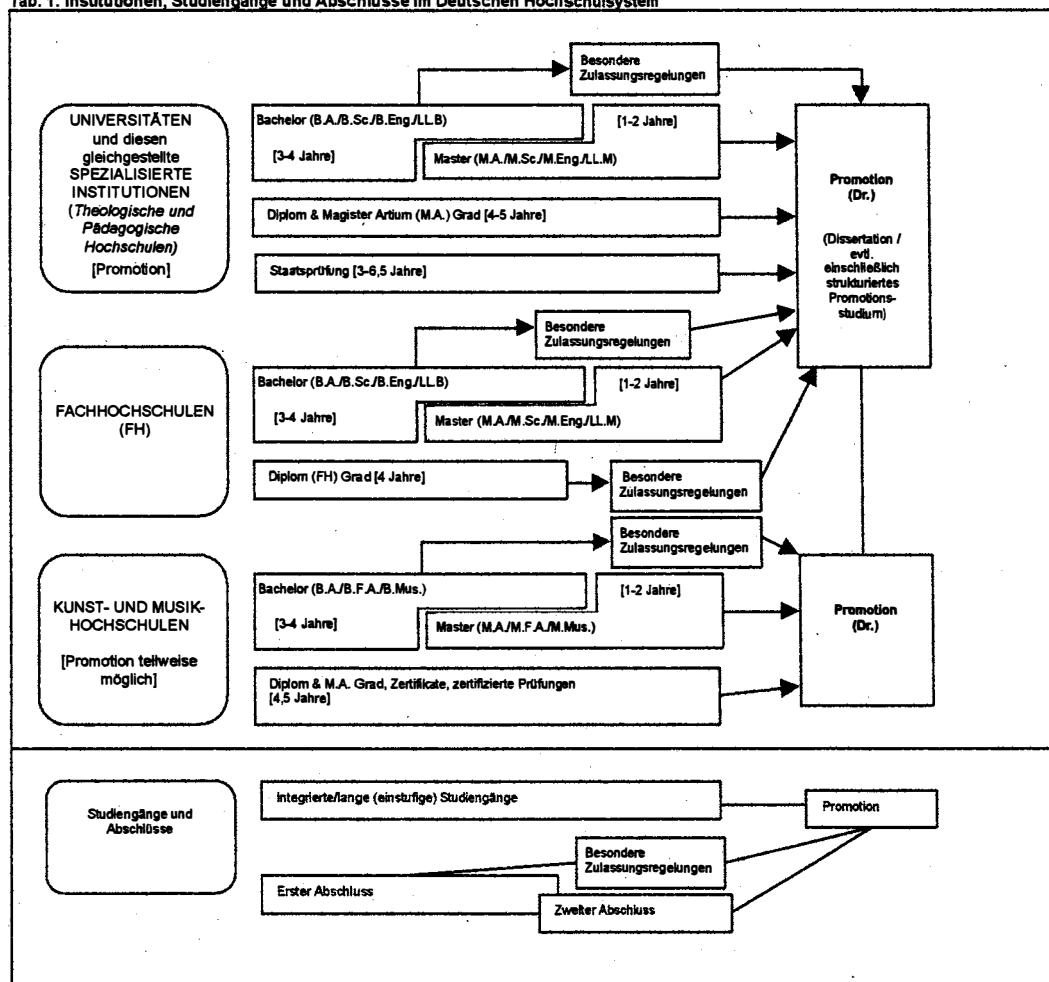 Tab. 1: Institutionen, Studiengänge und Abschlüsse im Deutschen Hochschulsystem
Besondere
Zulassungsregelungen
UNIVERSITÄTEN
und diesen
gleichgestellte
SPEZIALISIERTE
INSTITUTIONEN
(Theologische und
Pädagogische
Hochschulen)
[Promotion]
Bachelor (B.A./B.Sc./B.Eng./LL.B)
[3-4 Jahre]
[1-2 Jahre]
Master (M.A./M.Sc./M.Eng./LL.M)
Diplom & Magister Artium (M.A.) Grad [4-5 Jahre]
Staatsprüfung [3-6,5 Jahre]
Promotion
(Dr.)
(Dissertation /
evtl.
einschließlich
strukturiertes
Promotions-
studium)
FACHHOCHSCHULEN
(FH)
Besondere
Zulassungsregelungen
Bachelor (B.A./B.Sc./B.Eng./LL.B)
[3-4 Jahre]
[1-2 Jahre]
Master (M.A./M.Sc./M.Eng./LL.M)
Diplom (FH) Grad [4 Jahre]
Besondere
Zulassungsregelungen
KUNST- UND MUSIK-
HOCHSCHULEN
[Promotion teilweise
möglich]
Besondere
Zulassungsregelungen
Bachelor (B.A./B.F.A./B.Mus.)
[3-4 Jahre]
[1-2 Jahre]
Master (M.A./M.F.A./M.Mus.)
Diplom & M.A. Grad, Zertifikate, zertifizierte Prüfungen
[4,5 Jahre]
Promotion
(Dr.)
Studiengänge und
Abschlüsse
Integrierte/lange (einstufige) Studiengänge
Promotion
Besondere
Zulassungsregelungen
Erster Abschluss
Zweiter Abschluss